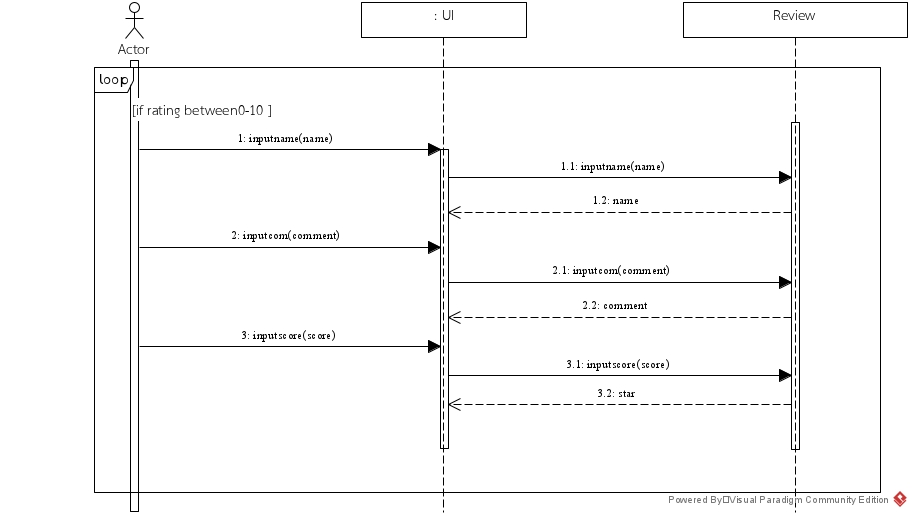 : UI
Review
Actor
loop
[if rating between0-10 ]
1: inputname(name)
1.1: inputname(name)
1.2: name
2: inputcom(comment)
2.1: inputcom(comment)
2.2: comment
3: inputscore(score)
3.1: inputscore(score)
3.2: star
Powered By□Visual Paradigm Community Edition